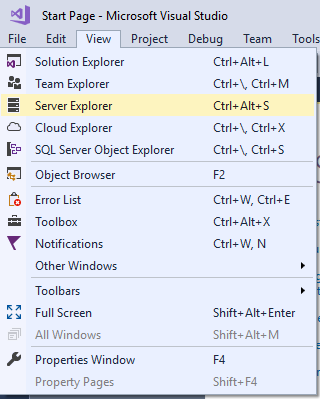 Start Page - Microsoft Visual Studio
File Edit View Project Debug Team Tools
Solution Explorer Ctrl+Alt+L
Team Explorer Ctrl+\, Ctrl+M
Server Explorer Ctrl+Alt+S
Cloud Explorer Ctrl+\, Ctrl+X
SQL Server Object Explorer Ctrl+\, Ctrl+S
Object Browser F2
Error List Ctrl+W, Ctrl+E
Toolbox Ctrl+Alt+X
Notifications Ctrl+W, N
Other Windows
Toolbars
Full Screen Shift+Alt+Enter
All Windows Shift+Alt+M
Properties Window F4
Property Pages Shift+F4